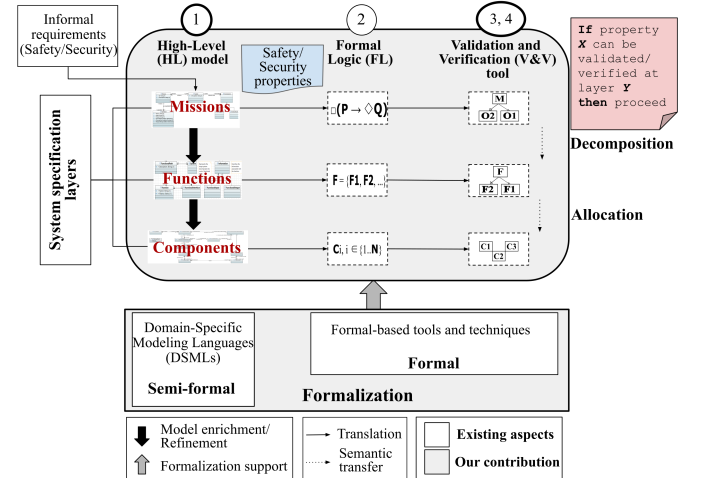 Informal
requirements
(Safety/Security)
1
2
3, 4
High-Level
(HL) model
Safety/
Security
properties
Formal
Logic (FL)
Validation and
Verification (V&V)
tool
If property
X can be
validated/
verified at
layer Y
then proceed
System specification
layers
Missions
□(P → ◇Q)
M
O2 O1
Decomposition
Functions
F = {F1, F2, ...}
F
F2 F1
Allocation
Components
Ci, i ∈ {1..N}
C1 C3
C2
Domain-Specific
Modeling Languages
(DSMLs)
Semi-formal
Formal-based tools and techniques
Formal
Formalization
Model enrichment/
Refinement
Formalization support
Translation
Semantic
transfer
Existing aspects
Our contribution